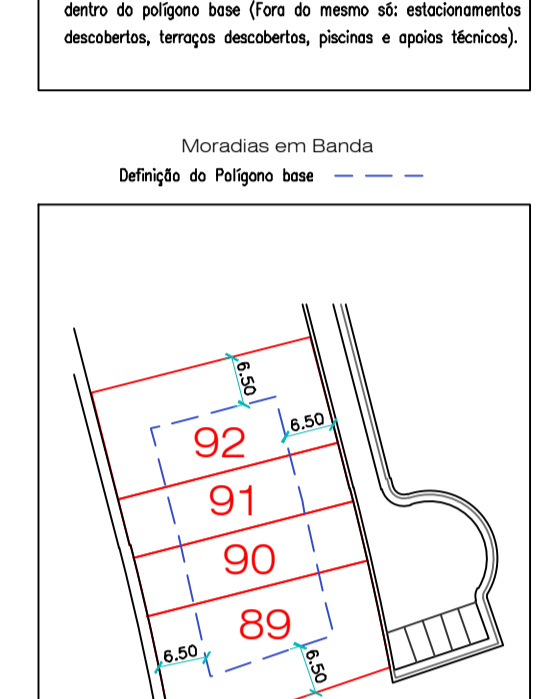 dentro do polígono base (Fora do mesmo só: estacionamentos
descobertos, terraços descobertos, piscinas e apoios técnicos).
Moradias em Banda
Definição do Polígono base
6.50
6.50
92
91
90
89
6.50
6.50